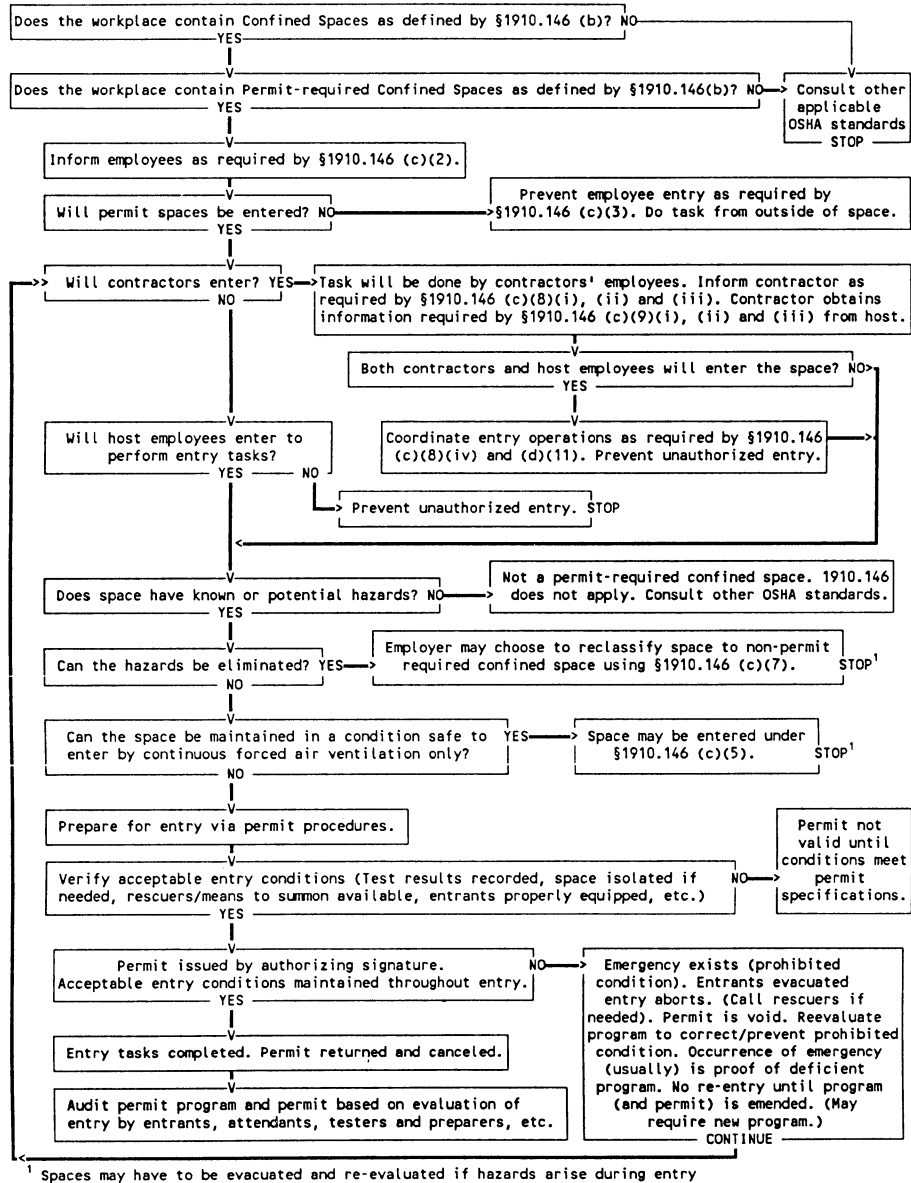 Does the workplace contain Confined Spaces as defined by §1910.146 (b)? NO
YES
Does the workplace contain Permit-required Confined Spaces as defined by §1910.146(b)? NO
YES
Consult other
applicable
OSHA standards
STOP
Inform employees as required by §1910.146 (c)(2).
Will permit spaces be entered? NO
YES
Prevent employee entry as required by
§1910.146 (c)(3). Do task from outside of space.
Will contractors enter? YES
NO
Task will be done by contractors' employees. Inform contractor as
required by §1910.146 (c)(8)(i), (ii) and (iii). Contractor obtains
information required by §1910.146 (c)(9)(i), (ii) and (iii) from host.
Both contractors and host employees will enter the space? NO
YES
Will host employees enter to
perform entry tasks?
YES NO
Coordinate entry operations as required by §1910.146
(c)(8)(iv) and (d)(11). Prevent unauthorized entry.
Prevent unauthorized entry. STOP
Does space have known or potential hazards? NO
YES
Not a permit-required confined space. 1910.146
does not apply. Consult other OSHA standards.
Can the hazards be eliminated? YES
NO
Employer may choose to reclassify space to non-permit
required confined space using §1910.146 (c)(7). STOP¹
Can the space be maintained in a condition safe to
enter by continuous forced air ventilation only?
YES
NO
Space may be entered under
§1910.146 (c)(5). STOP¹
Prepare for entry via permit procedures.
Verify acceptable entry conditions (Test results recorded, space isolated if
needed, rescuers/means to summon available, entrants properly equipped, etc.)
NO
YES
Permit not
valid until
conditions meet
permit
specifications.
Permit issued by authorizing signature.
Acceptable entry conditions maintained throughout entry.
NO
YES
Emergency exists (prohibited
condition). Entrants evacuated
entry aborts. (Call rescuers if
needed). Permit is void. Reevaluate
program to correct/prevent prohibited
condition. Occurrence of emergency
(usually) is proof of deficient
program. No re-entry until program
(and permit) is emended. (May
require new program.)
CONTINUE
Entry tasks completed. Permit returned and canceled.
Audit permit program and permit based on evaluation of
entry by entrants, attendants, testers and preparers, etc.
¹ Spaces may have to be evacuated and re-evaluated if hazards arise during entry